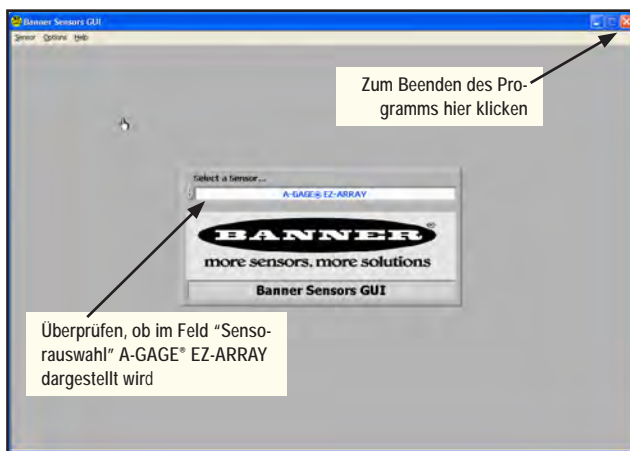 Banner Sensors GUI
Sensor Options Help
Zum Beenden des Pro-
gramms hier klicken
Select a Sensor...
A-GAGE® EZ-ARRAY
BANNER®
more sensors, more solutions
Banner Sensors GUI
Überprüfen, ob im Feld “Senso-
rauswahl” A-GAGE® EZ-ARRAY
dargestellt wird